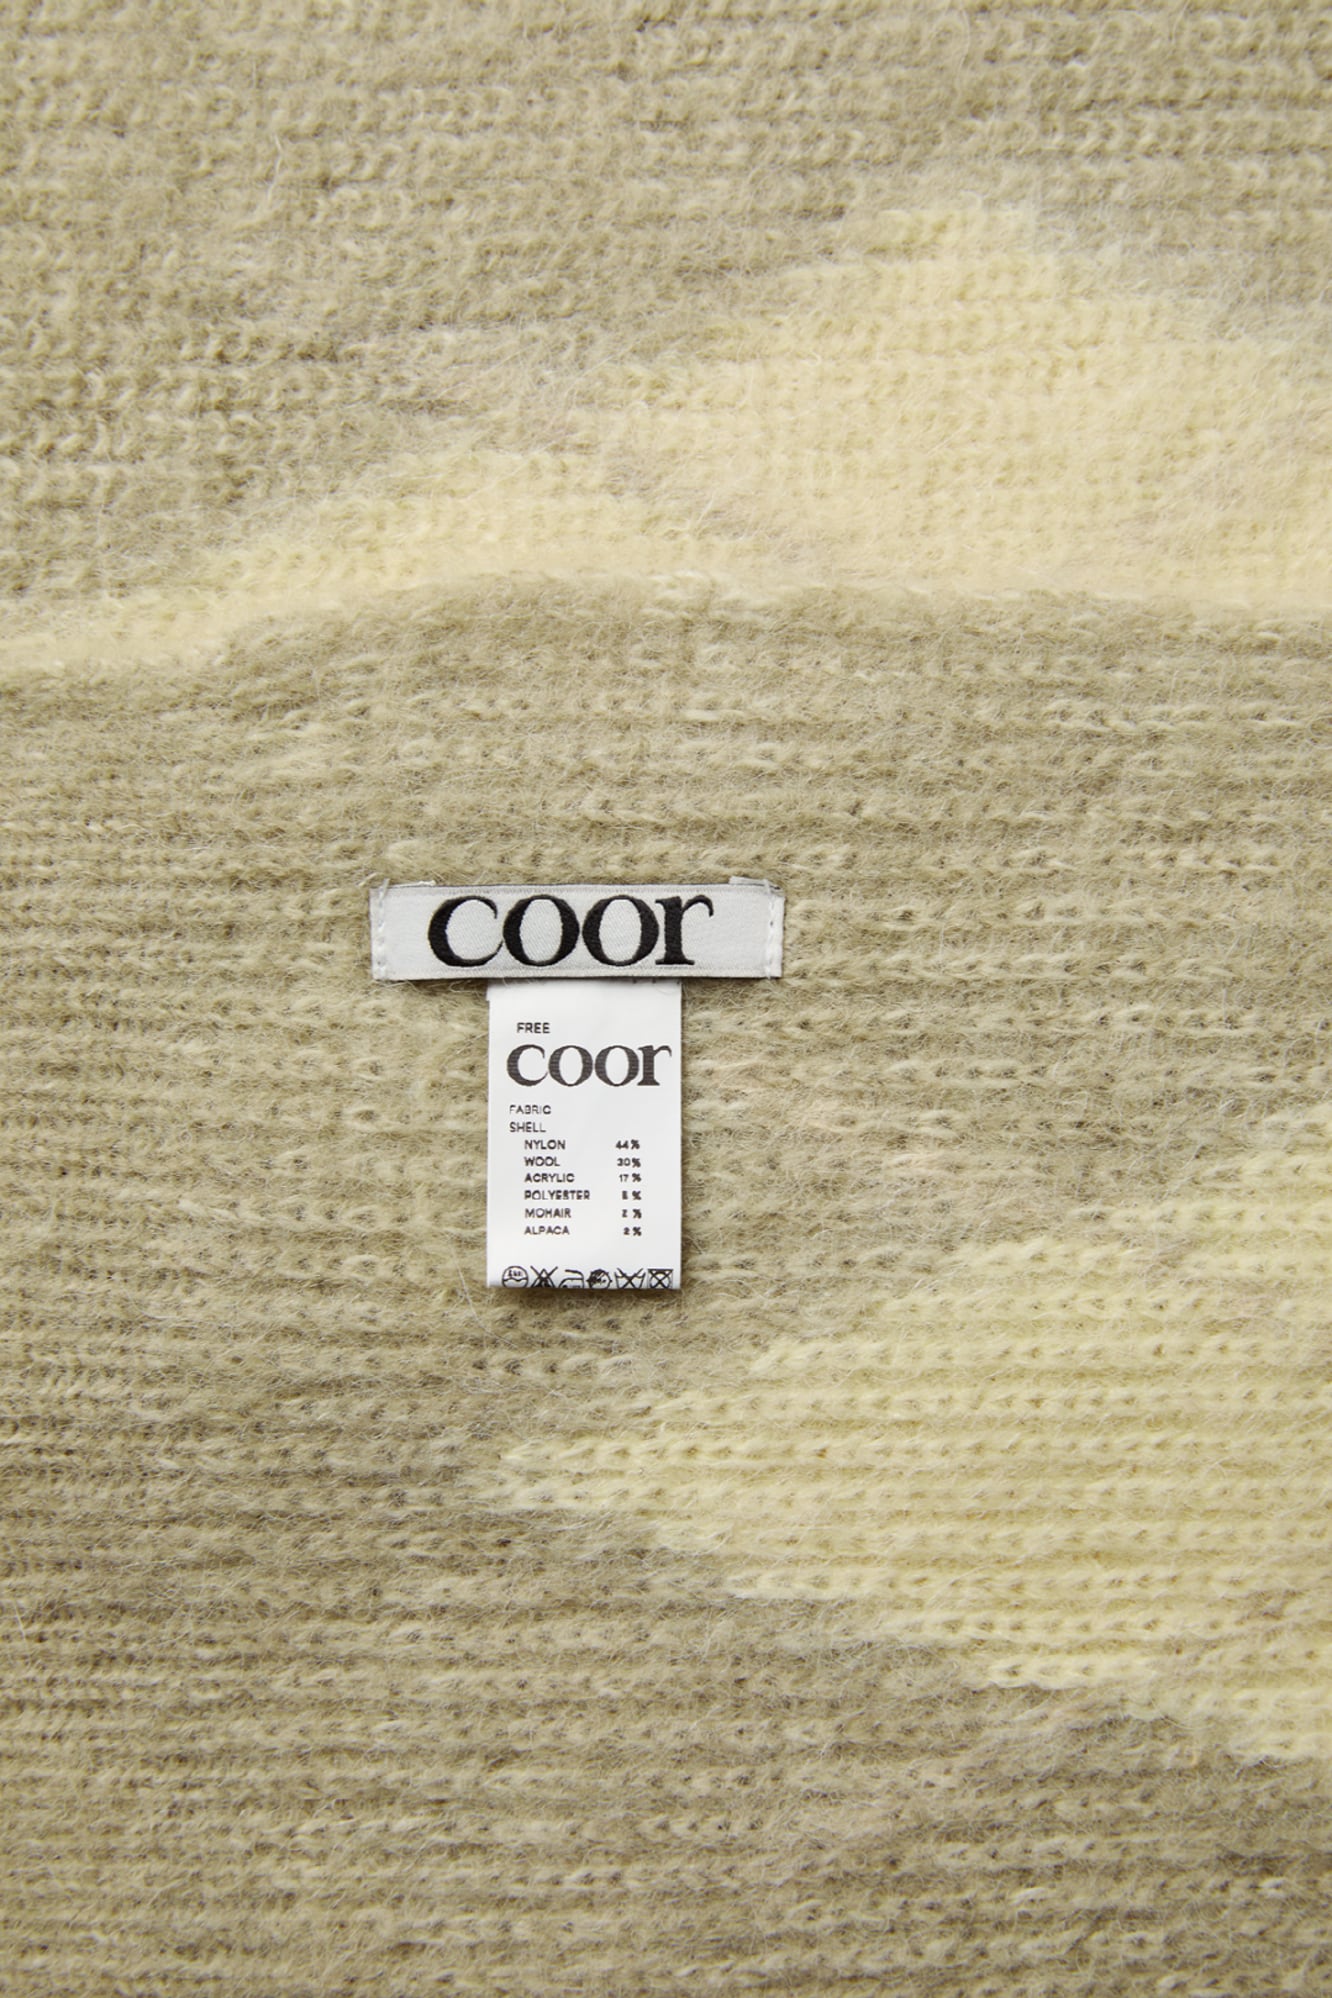 coor
FREE
coor
FABRIC
SHELL
NYLON 44%
WOOL 30%
ACRYLIC 17%
POLYESTER 5%
MOHAIR 2%
ALPACA 2%